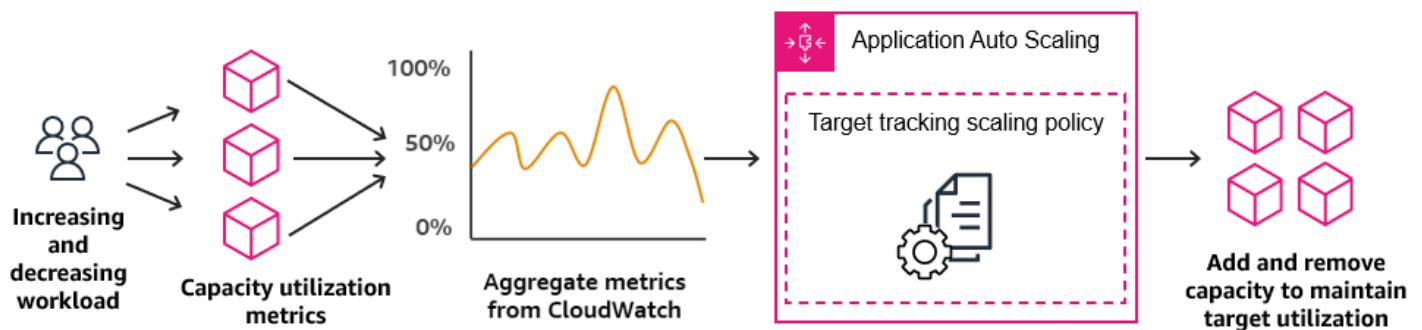 Increasing
and
decreasing
workload
Capacity utilization
metrics
100%
50%
0%
Aggregate metrics
from CloudWatch
Application Auto Scaling
Target tracking scaling policy
Add and remove
capacity to maintain
target utilization